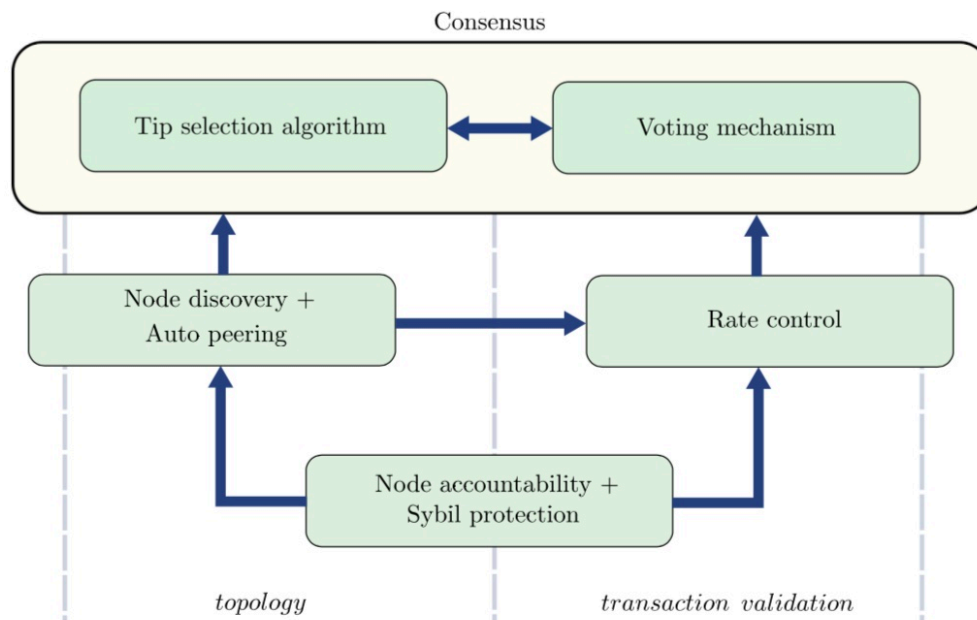 Consensus
Tip selection algorithm
Voting mechanism
Node discovery +
Auto peering
Rate control
Node accountability +
Sybil protection
topology
transaction validation